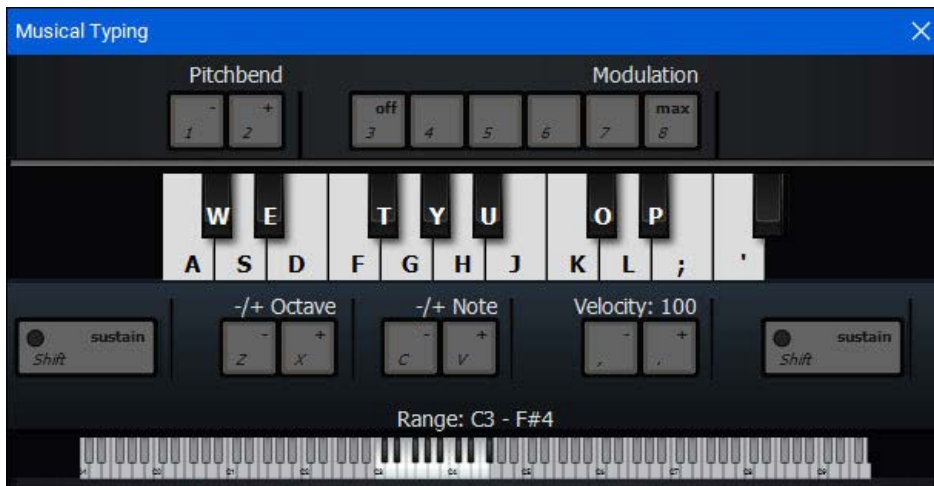 Musical Typing
Pitchbend Modulation
- + off max
1 2 3 4 5 6 7 8
W E T Y U O P
A S D F G H J K L ; '
-/+ Octave -/+ Note Velocity: 100
sustain - + - + - + sustain
Shift Z X C V , . Shift
Range: C3 - F#4